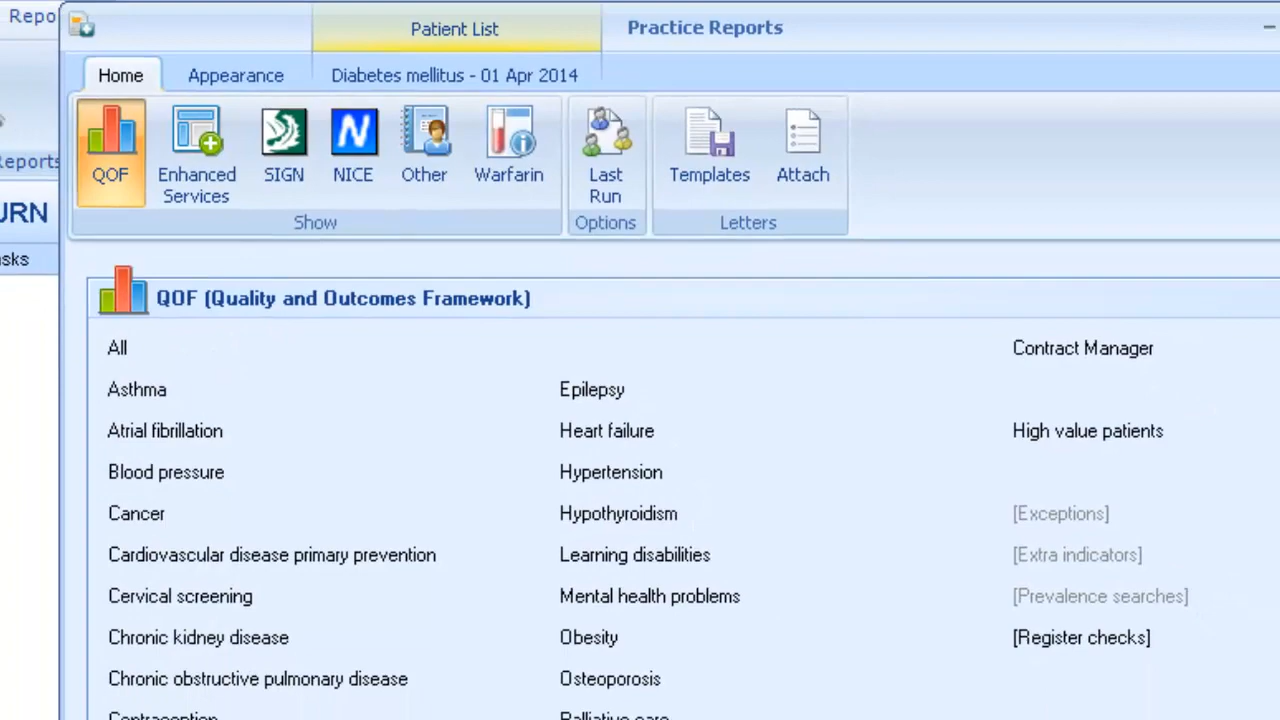 Repo
Patient List
Practice Reports
Home
Appearance
Diabetes mellitus - 01 Apr 2014
QOF
Enhanced
Services
SIGN
NICE
Other
Warfarin
Last
Run
Templates
Attach
Show
Options
Letters
eports
URN
sks
QOF (Quality and Outcomes Framework)
All
Contract Manager
Asthma
Epilepsy
Atrial fibrillation
Heart failure
High value patients
Blood pressure
Hypertension
Cancer
Hypothyroidism
[Exceptions]
Cardiovascular disease primary prevention
Learning disabilities
[Extra indicators]
Cervical screening
Mental health problems
[Prevalence searches]
Chronic kidney disease
Obesity
[Register checks]
Chronic obstructive pulmonary disease
Osteoporosis
Contraception
Palliative care